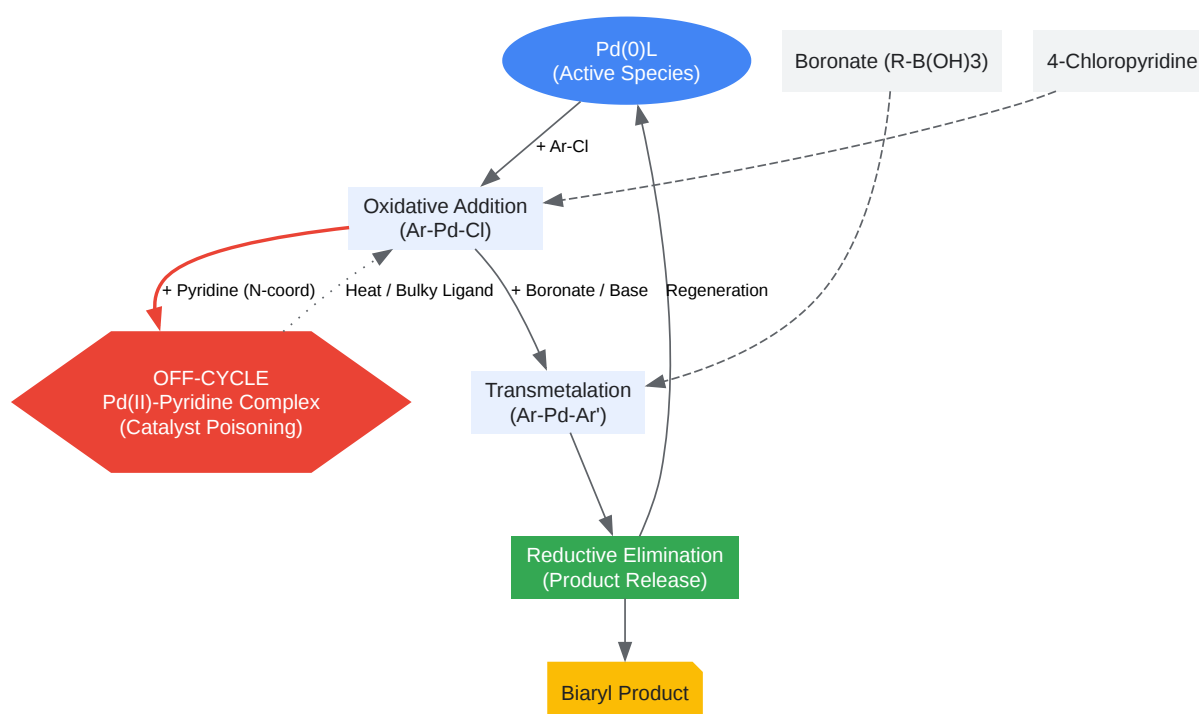 Pd(0)L
(Active Species)
Boronate (R-B(OH)3)
4-Chloropyridine
+ Ar-Cl
Oxidative Addition
(Ar-Pd-Cl)
+ Pyridine (N-coord)
Heat / Bulky Ligand
+ Boronate / Base
Regeneration
OFF-CYCLE
Pd(II)-Pyridine Complex
(Catalyst Poisoning)
Transmetalation
(Ar-Pd-Ar')
Reductive Elimination
(Product Release)
Biaryl Product